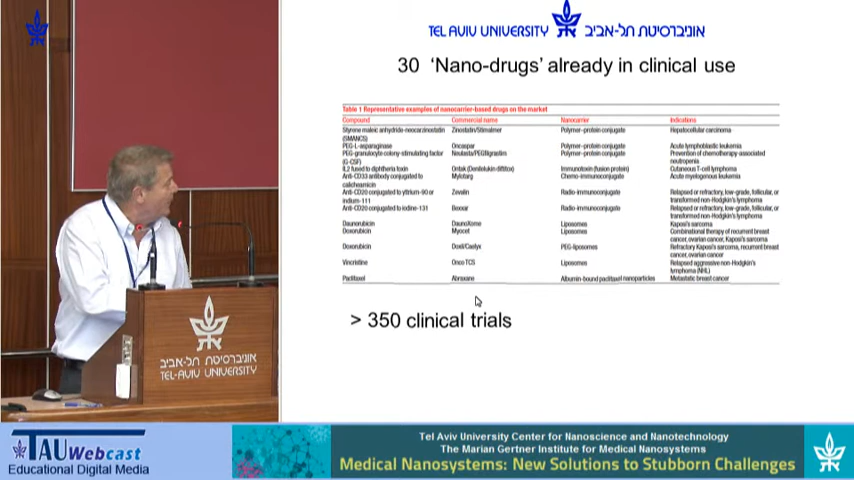 TEL AVIV UNIVERSITY אוניברסיטת תל-אביב
30 'Nano-drugs' already in clinical use
Table 1 Representative examples of nanocarrier-based drugs on the market
Compound Commercial name Nanocarrier Indications
Styrene maleic anhydride-neocarzinostatin (SMANCS) Zinostatin/Stimalmer Polymer–protein conjugate Hepatocellular carcinoma
PEG-L-asparaginase Oncaspar Polymer–protein conjugate Acute lymphoblastic leukemia
PEG-granulocyte colony-stimulating factor (G-CSF) Neulasta/PEGfilgrastim Polymer–protein conjugate Prevention of chemotherapy-associated neutropenia
IL2 fused to diphtheria toxin Ontak (Denilelukin diftitox) Immunotoxin (fusion protein) Cutaneous T-cell lymphoma
Anti-CD33 antibody conjugated to calicheamicin Mylotarg Chemo-immunoconjugate Acute myelogenous leukemia
Anti-CD20 conjugated to yttrium-90 or indium-111 Zevalin Radio-immunoconjugate Relapsed or refractory, low-grade, follicular, or transformed non-Hodgkin's lymphoma
Anti-CD20 conjugated to iodine-131 Bexxar Radio-immunoconjugate Relapsed or refractory, low-grade, follicular, or transformed non-Hodgkin's lymphoma
Daunorubicin DaunoXome Liposomes Kaposi's sarcoma
Doxorubicin Myocet Liposomes Combinational therapy of recurrent breast cancer, ovarian cancer, Kaposi's sarcoma
Doxorubicin Doxil/Caelyx PEG-liposomes Refractory Kaposi's sarcoma, recurrent breast cancer, ovarian cancer
Vincristine Onco TCS Liposomes Relapsed aggressive non-Hodgkin's lymphoma (NHL)
Paclitaxel Abraxane Albumin-bound paclitaxel nanoparticles Metastatic breast cancer
> 350 clinical trials
אוניברסיטת תל-אביב
TEL-AVIV UNIVERSITY
TAU Webcast
Educational Digital Media
Tel Aviv University Center for Nanoscience and Nanotechnology
The Marian Gertner Institute for Medical Nanosystems
Medical Nanosystems: New Solutions to Stubborn Challenges